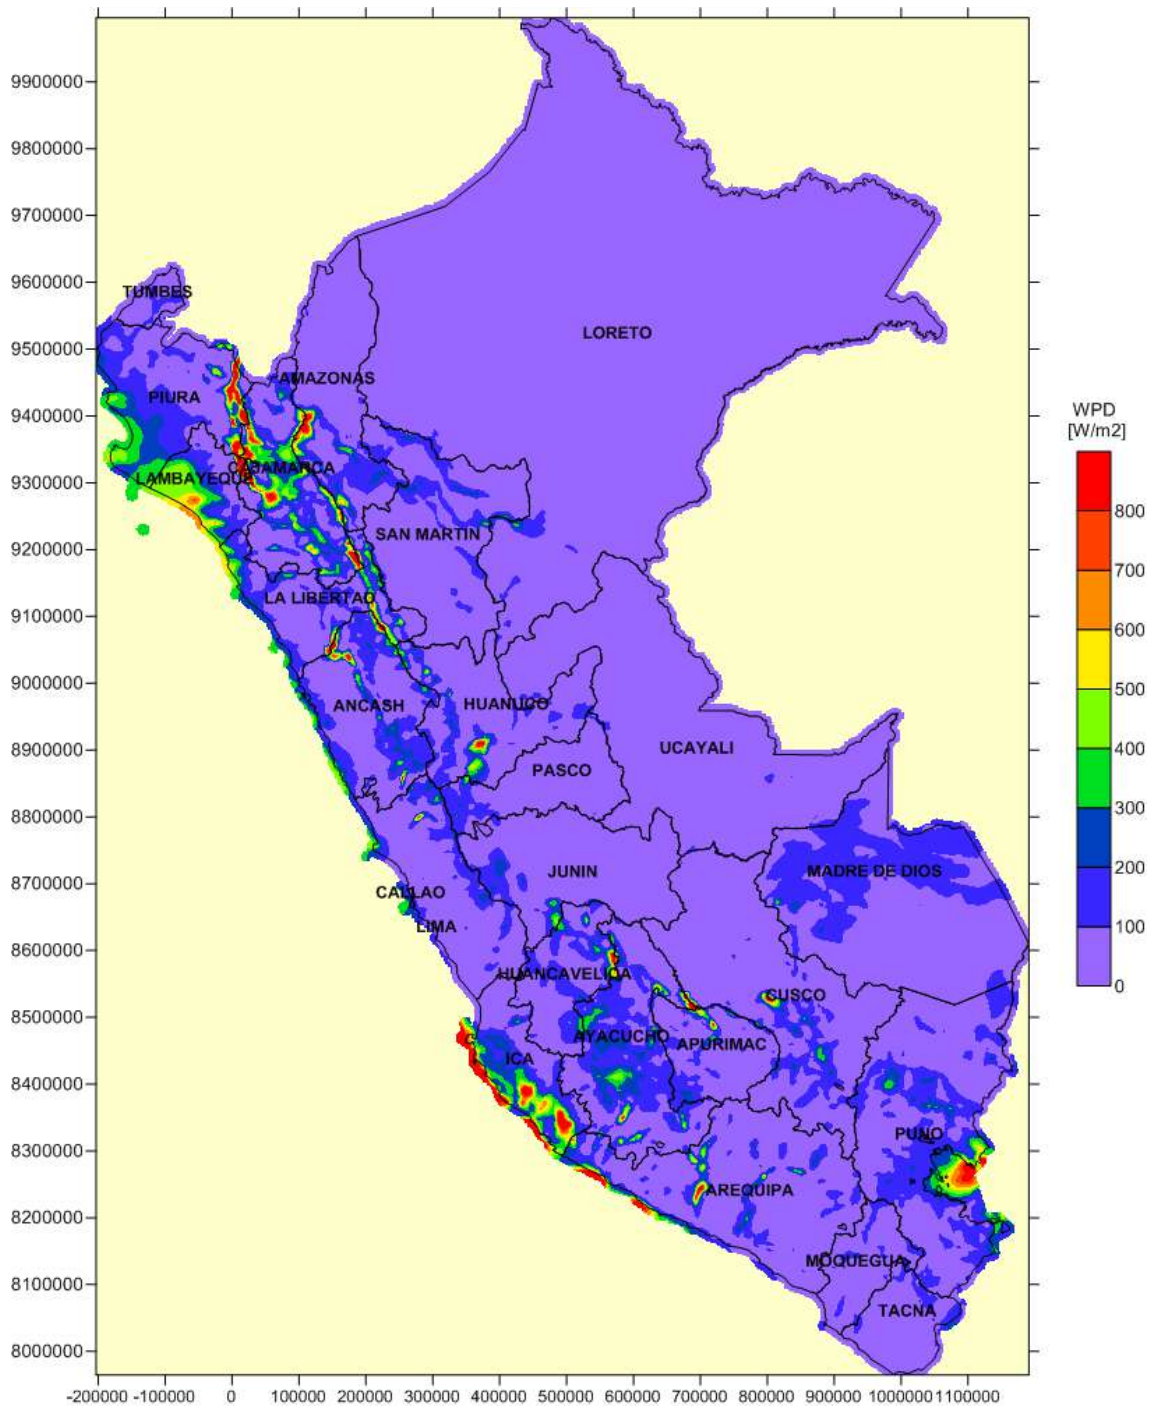 9900000
9800000
9700000
9600000
9500000
9400000
9300000
9200000
9100000
9000000
8900000
8800000
8700000
8600000
8500000
8400000
8300000
8200000
8100000
8000000
-200000 -100000 0 100000 200000 300000 400000 500000 600000 700000 800000 900000 1000000 1100000
TUMBES
LORETO
AMAZONAS
PIURA
CAJAMARCA
LAMBAYEQUE
SAN MARTIN
LA LIBERTAD
ANCASH
HUANUCO
UCAYALI
PASCO
JUNIN
MADRE DE DIOS
CALLAO
LIMA
HUANCAVELICA
CUSCO
AYACUCHO
APURIMAC
ICA
PUNO
AREQUIPA
MOQUEGUA
TACNA
WPD
[W/m2]
800
700
600
500
400
300
200
100
0